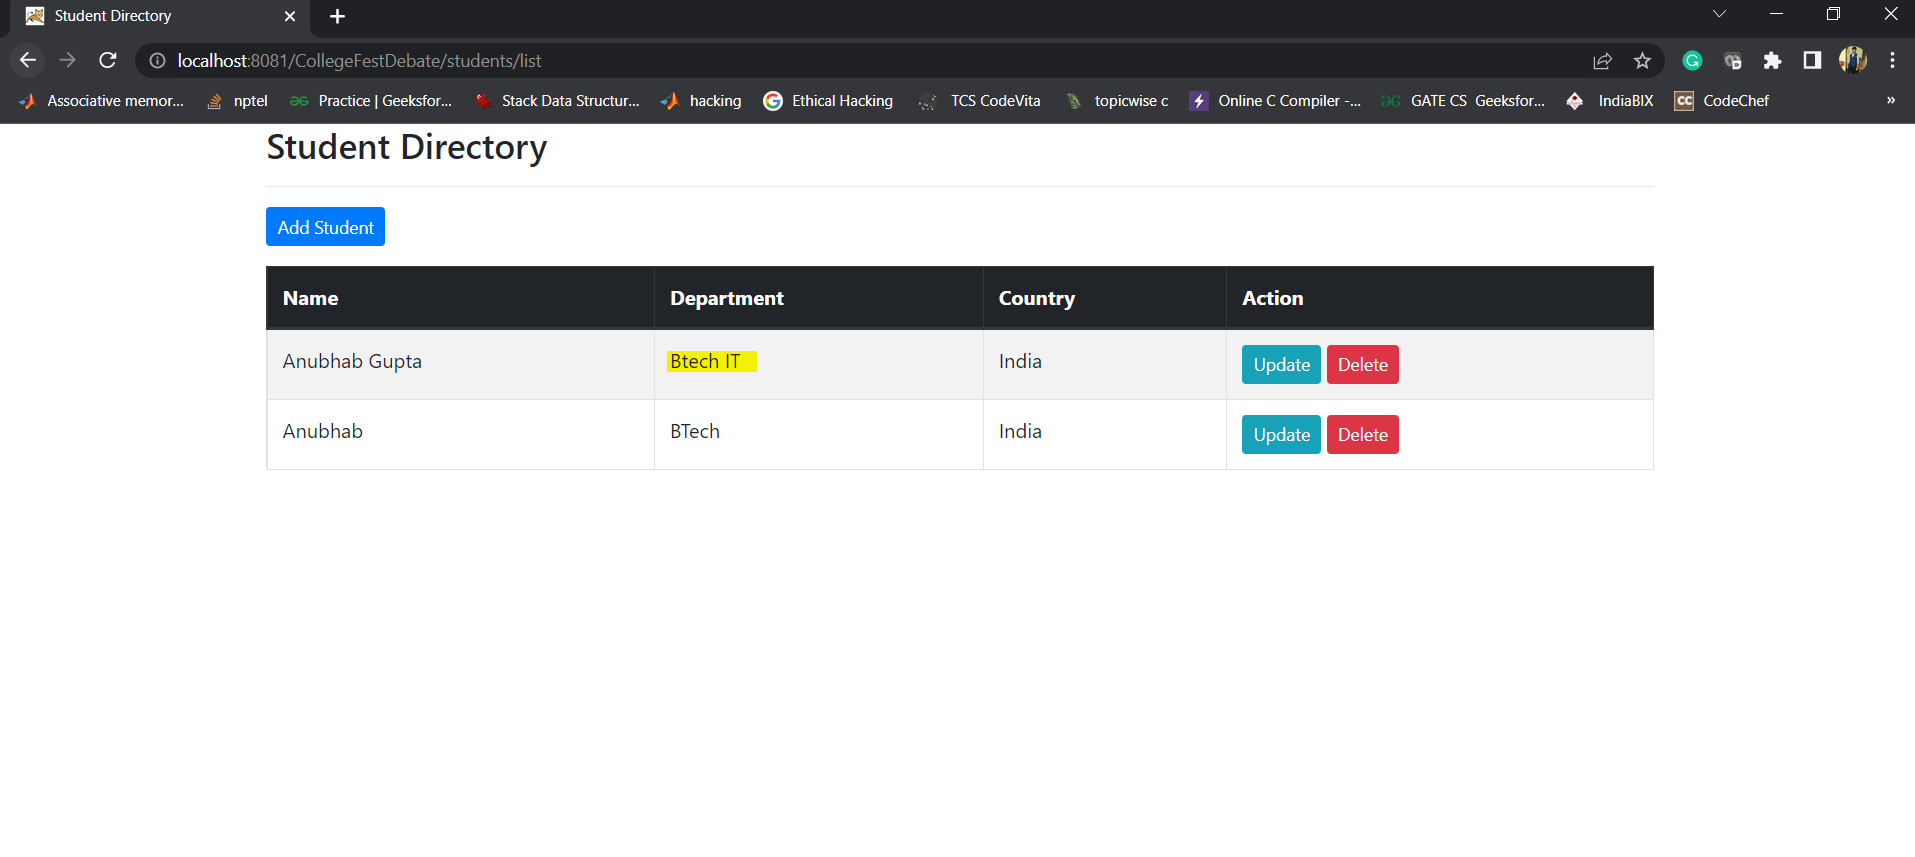 Student Directory
localhost:8081/CollegeFestDebate/students/list
Associative memor... nptel Practice | Geeksfor... Stack Data Structur... hacking Ethical Hacking TCS CodeVita topicwise c Online C Compiler -... GATE CS Geeksfor... IndiaBIX CodeChef »
Student Directory
Add Student
Name Department Country Action
Anubhab Gupta Btech IT India Update Delete
Anubhab BTech India Update Delete